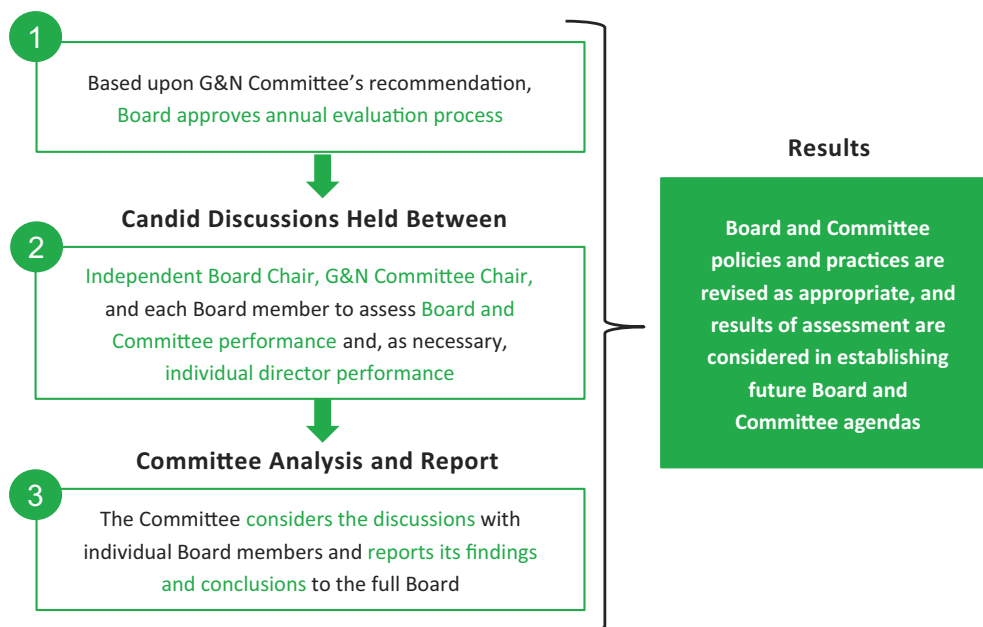 1
Based upon G&N Committee's recommendation,
Board approves annual evaluation process
Candid Discussions Held Between
2
Independent Board Chair, G&N Committee Chair,
and each Board member to assess Board and
Committee performance and, as necessary,
individual director performance
Committee Analysis and Report
3
The Committee considers the discussions with
individual Board members and reports its findings
and conclusions to the full Board
Results
Board and Committee
policies and practices are
revised as appropriate, and
results of assessment are
considered in establishing
future Board and
Committee agendas